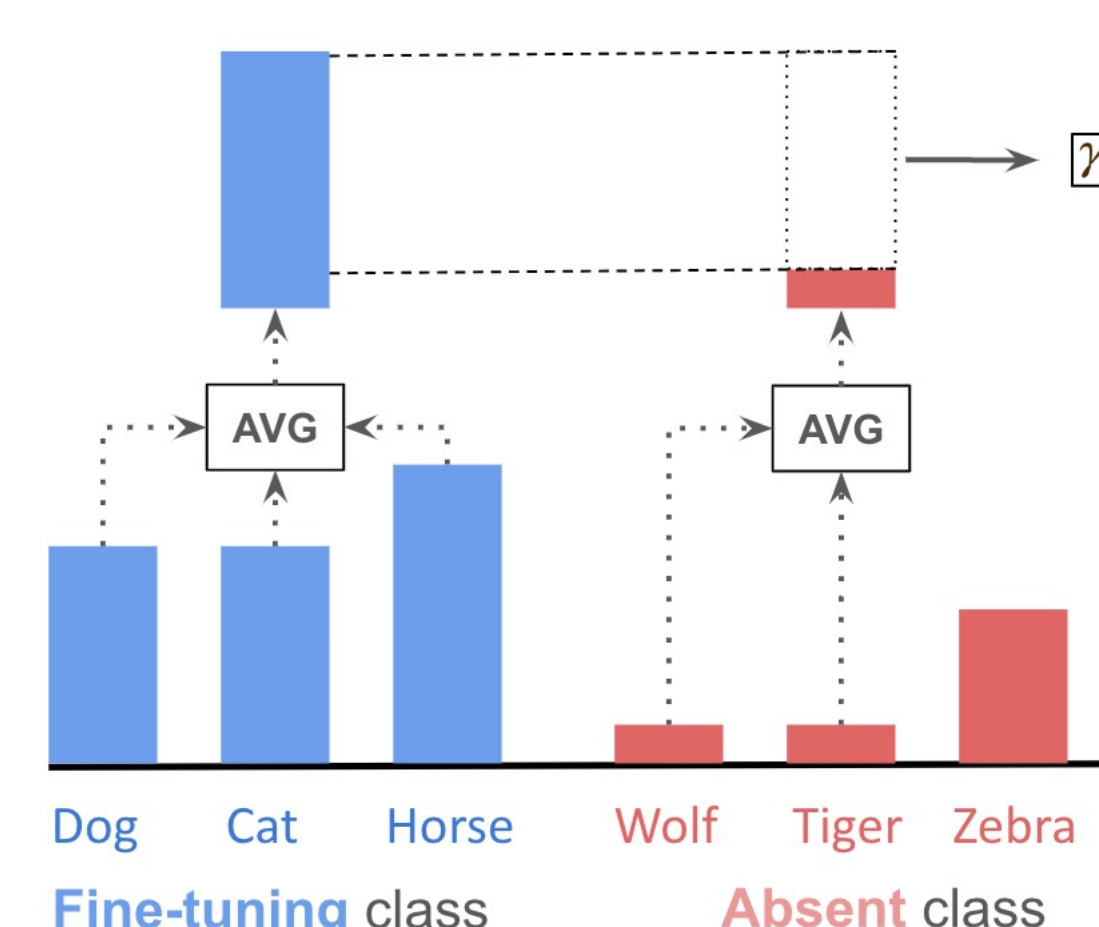 γ
AVG AVG
Dog Cat Horse Wolf Tiger Zebra
Fine-tuning class Absent class